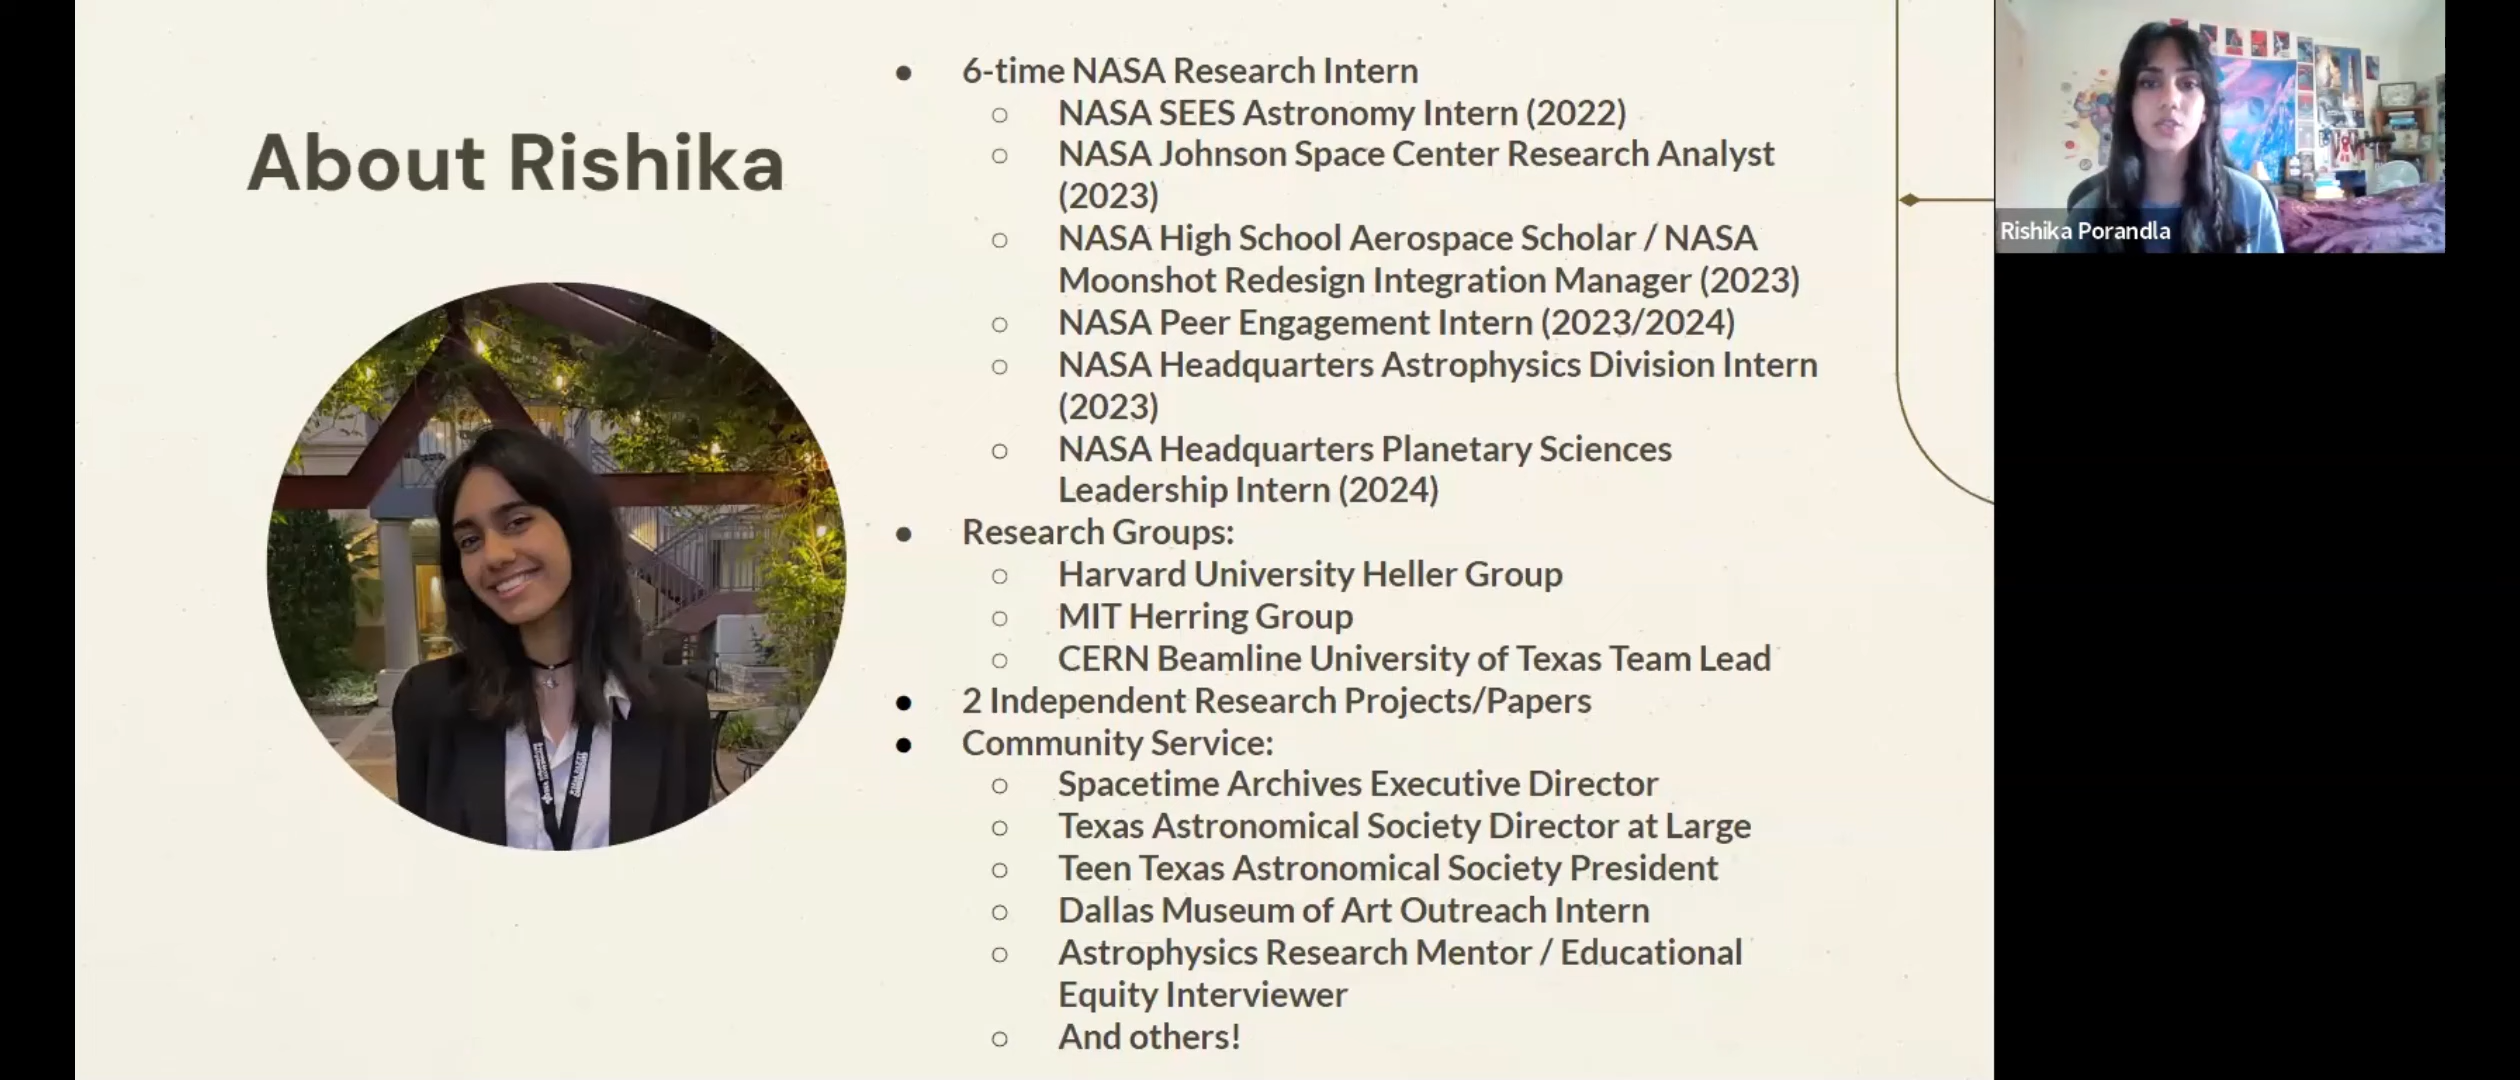 About Rishika
● 6-time NASA Research Intern
○ NASA SEES Astronomy Intern (2022)
○ NASA Johnson Space Center Research Analyst
(2023)
○ NASA High School Aerospace Scholar / NASA
Moonshot Redesign Integration Manager (2023)
○ NASA Peer Engagement Intern (2023/2024)
○ NASA Headquarters Astrophysics Division Intern
(2023)
○ NASA Headquarters Planetary Sciences
Leadership Intern (2024)
● Research Groups:
○ Harvard University Heller Group
○ MIT Herring Group
○ CERN Beamline University of Texas Team Lead
● 2 Independent Research Projects/Papers
● Community Service:
○ Spacetime Archives Executive Director
○ Texas Astronomical Society Director at Large
○ Teen Texas Astronomical Society President
○ Dallas Museum of Art Outreach Intern
○ Astrophysics Research Mentor / Educational
Equity Interviewer
○ And others!
Rishika Porandla